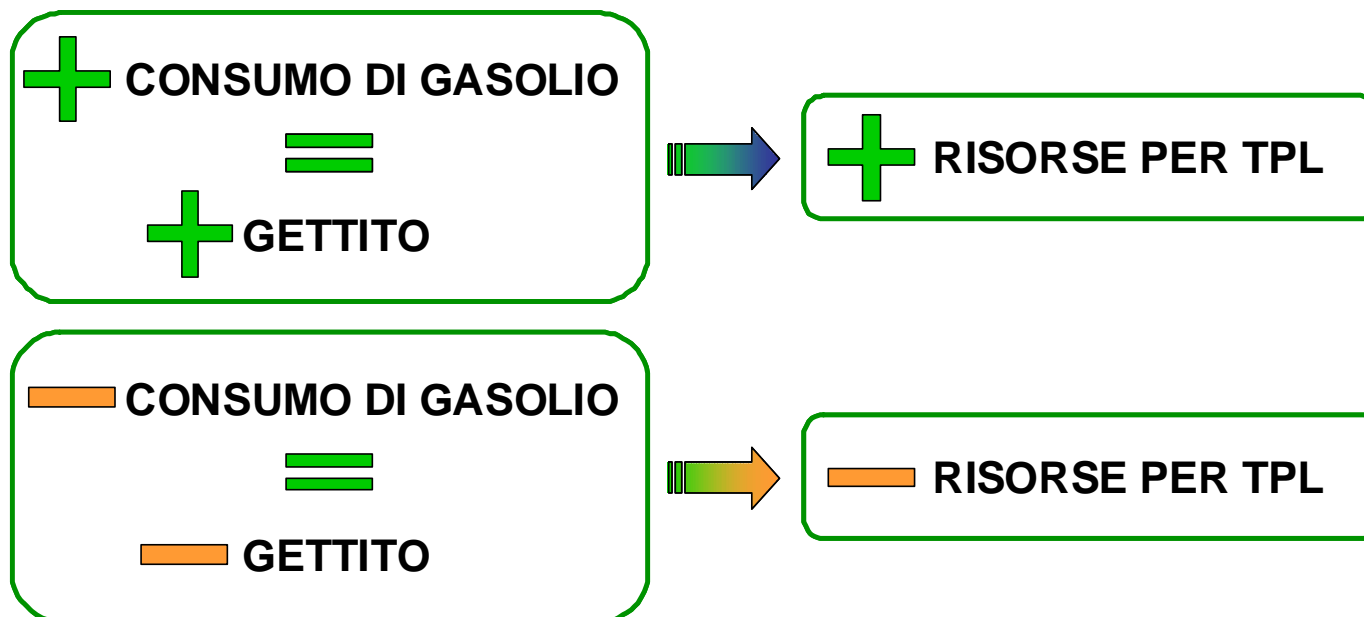 CONSUMO DI GASOLIO
GETTITO
RISORSE PER TPL
CONSUMO DI GASOLIO
GETTITO
RISORSE PER TPL